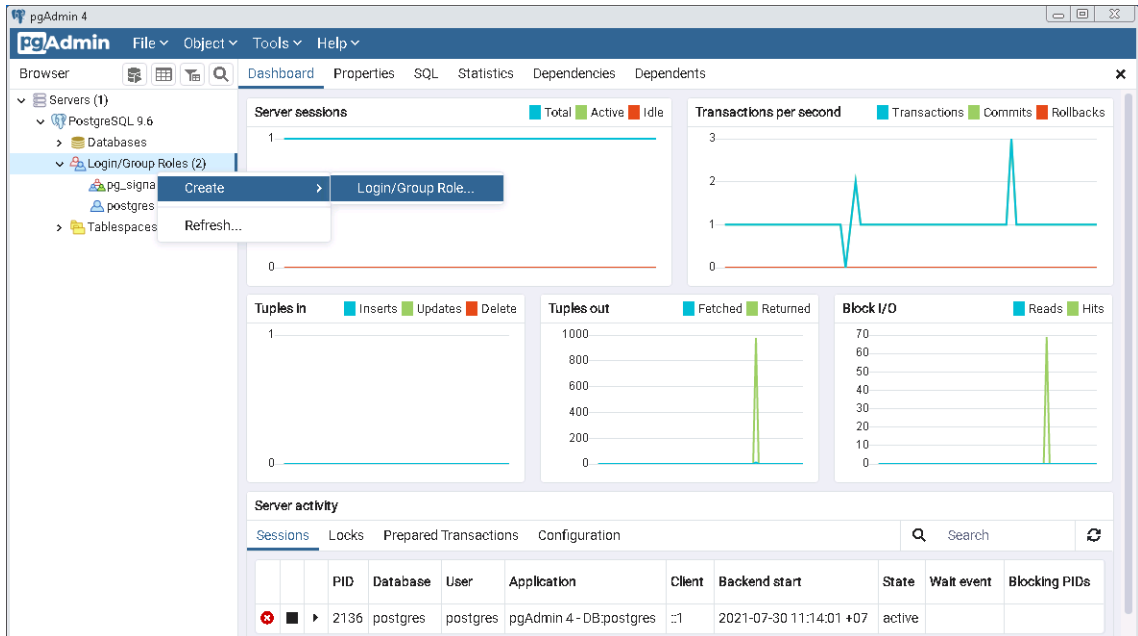 pgAdmin 4
pgAdmin File Object Tools Help
Browser
Dashboard Properties SQL Statistics Dependencies Dependents
Servers (1)
PostgreSQL 9.6
Databases
Login/Group Roles (2)
pg_signa
postgres
Tablespaces
Create
Login/Group Role...
Refresh...
Server sessions
Total Active Idle
1
0
Transactions per second
Transactions Commits Rollbacks
3
2
1
0
Tuples in
Inserts Updates Delete
1
0
Tuples out
Fetched Returned
1000
800
600
400
200
0
Block I/O
Reads Hits
70
60
50
40
30
20
10
0
Server activity
Sessions Locks Prepared Transactions Configuration
Search
PID Database User Application Client Backend start State Wait event Blocking PIDs
2136 postgres postgres pgAdmin 4 - DB:postgres ::1 2021-07-30 11:14:01 +07 active